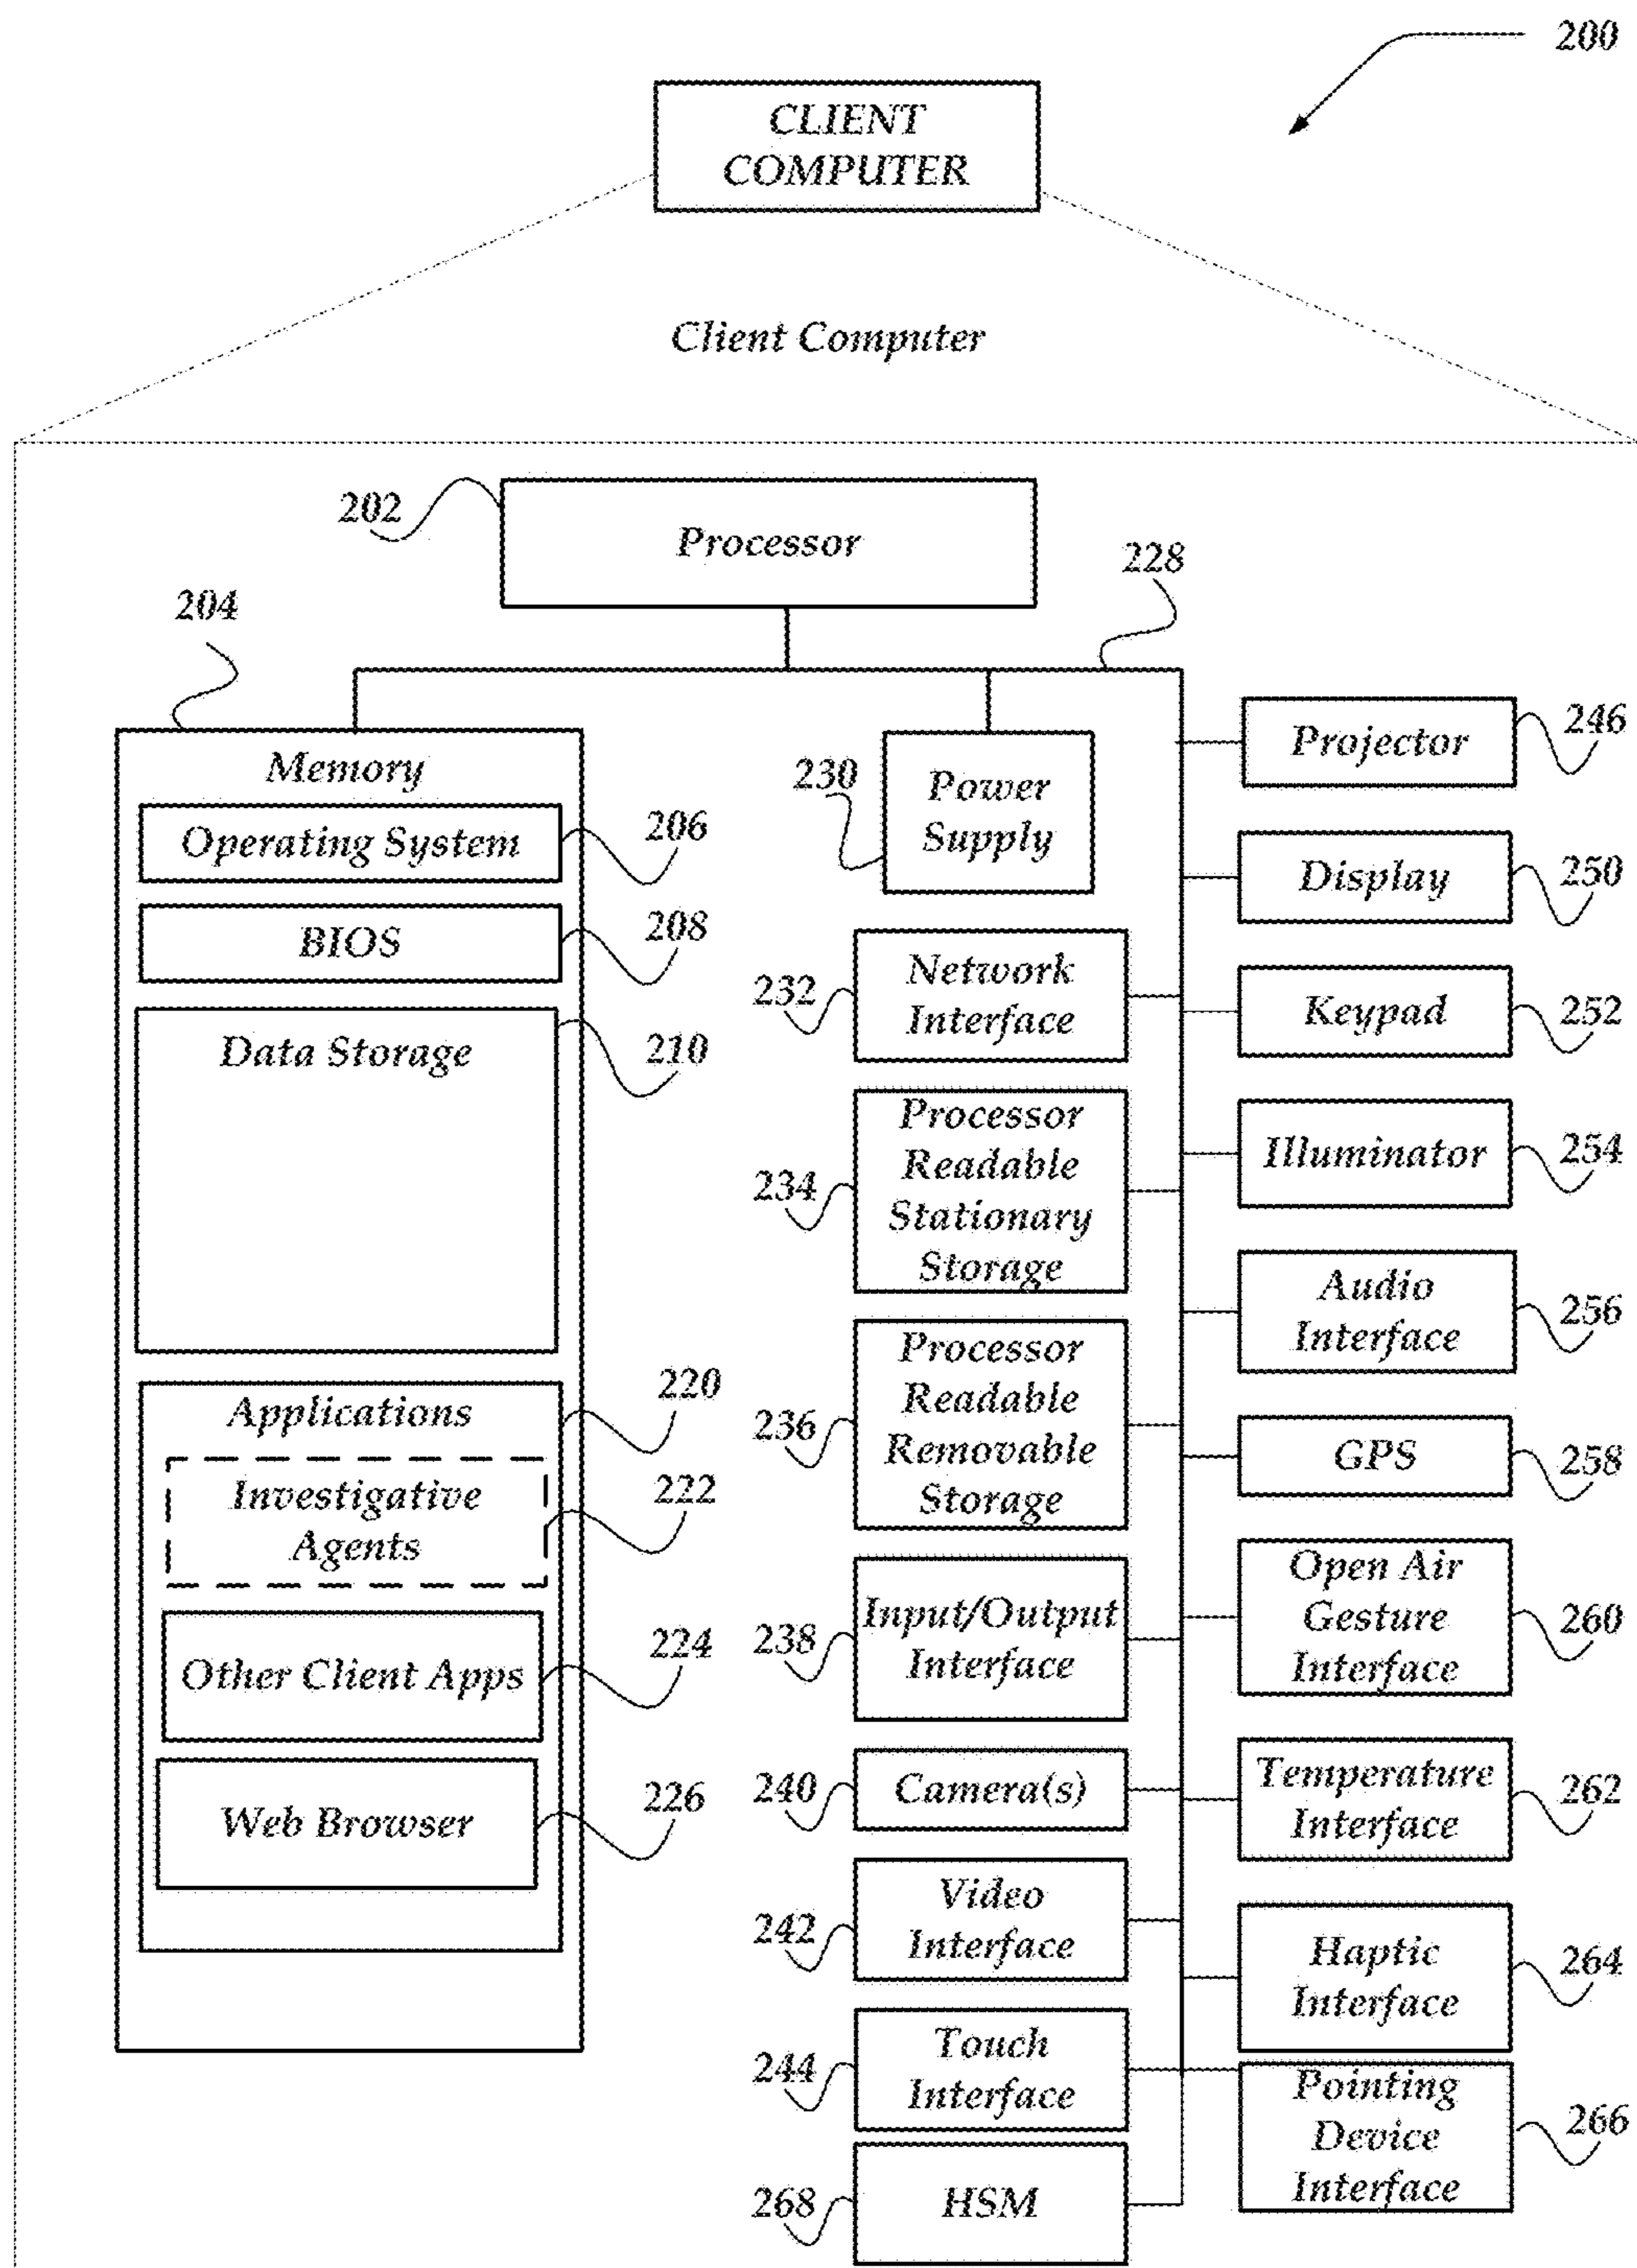 200
CLIENT
COMPUTER
Client Computer
202
Processor
228
204
Memory
Operating System
206
BIOS
208
Data Storage
210
Applications
220
Investigative
Agents
222
Other Client Apps
224
Web Browser
226
230
Power
Supply
232
Network
Interface
234
Processor
Readable
Stationary
Storage
236
Processor
Readable
Removable
Storage
238
Input/Output
Interface
240
Camera(s)
242
Video
Interface
244
Touch
Interface
268
HSM
Projector
246
Display
250
Keypad
252
Illuminator
254
Audio
Interface
256
GPS
258
Open Air
Gesture
Interface
260
Temperature
Interface
262
Haptic
Interface
264
Pointing
Device
Interface
266